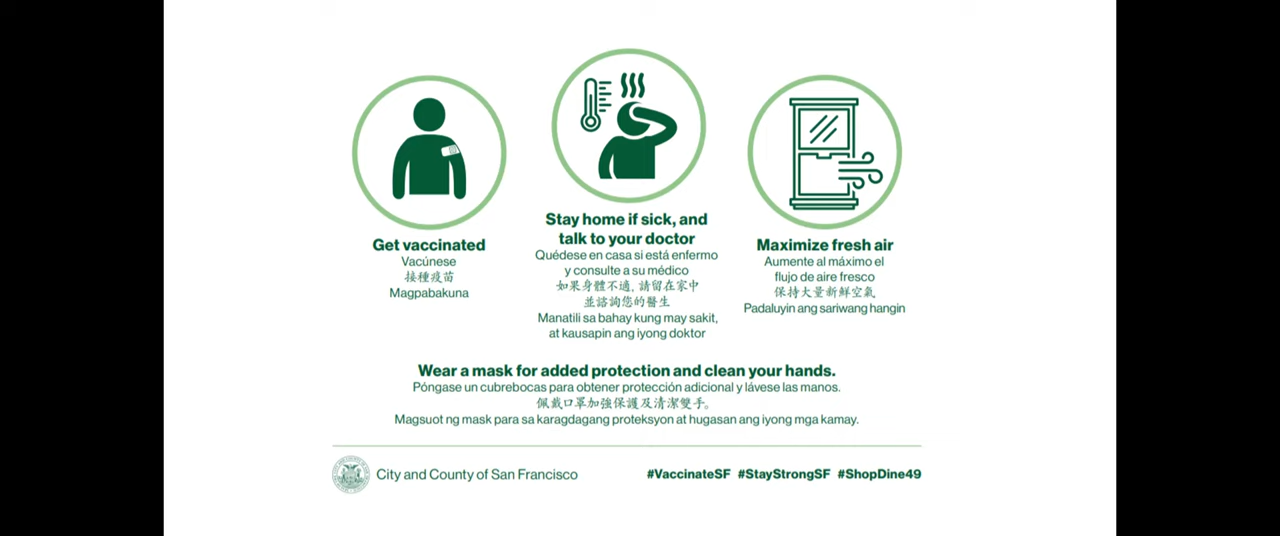 Get vaccinated
Vacúnese
接種疫苗
Magpabakuna
Stay home if sick, and
talk to your doctor
Quédese en casa si está enfermo
y consulte a su médico
如果身體不適, 請留在家中
並諮詢您的醫生
Manatili sa bahay kung may sakit,
at kausapin ang iyong doktor
Maximize fresh air
Aumente al máximo el
flujo de aire fresco
保持大量新鮮空氣
Padaluyin ang sariwang hangin
Wear a mask for added protection and clean your hands.
Póngase un cubrebocas para obtener protección adicional y lávese las manos.
佩戴口罩加強保護及清潔雙手。
Magsuot ng mask para sa karagdagang proteksyon at hugasan ang iyong mga kamay.
City and County of San Francisco
#VaccinateSF #StayStrongSF #ShopDine49